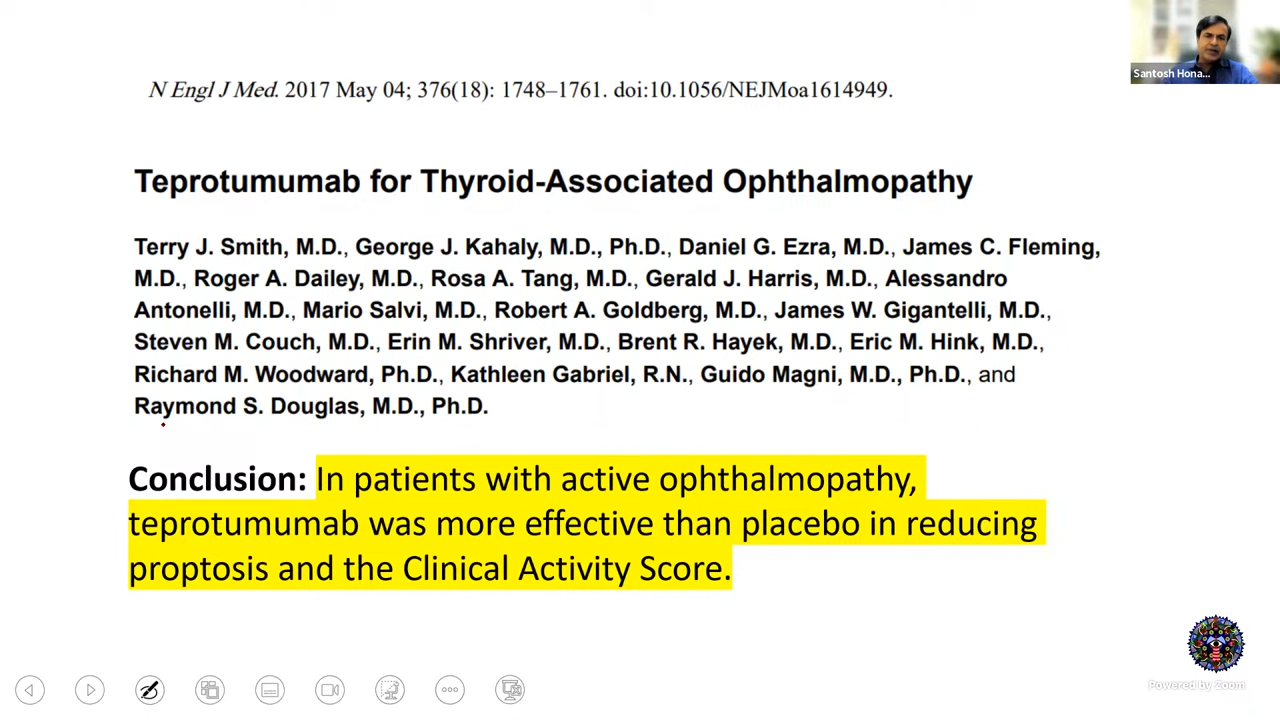 Santosh Hona...
N Engl J Med. 2017 May 04; 376(18): 1748–1761. doi:10.1056/NEJMoa1614949.
Teprotumumab for Thyroid-Associated Ophthalmopathy
Terry J. Smith, M.D., George J. Kahaly, M.D., Ph.D., Daniel G. Ezra, M.D., James C. Fleming,
M.D., Roger A. Dailey, M.D., Rosa A. Tang, M.D., Gerald J. Harris, M.D., Alessandro
Antonelli, M.D., Mario Salvi, M.D., Robert A. Goldberg, M.D., James W. Gigantelli, M.D.,
Steven M. Couch, M.D., Erin M. Shriver, M.D., Brent R. Hayek, M.D., Eric M. Hink, M.D.,
Richard M. Woodward, Ph.D., Kathleen Gabriel, R.N., Guido Magni, M.D., Ph.D., and
Raymond S. Douglas, M.D., Ph.D.
Conclusion: In patients with active ophthalmopathy,
teprotumumab was more effective than placebo in reducing
proptosis and the Clinical Activity Score.
Powered by Zoom